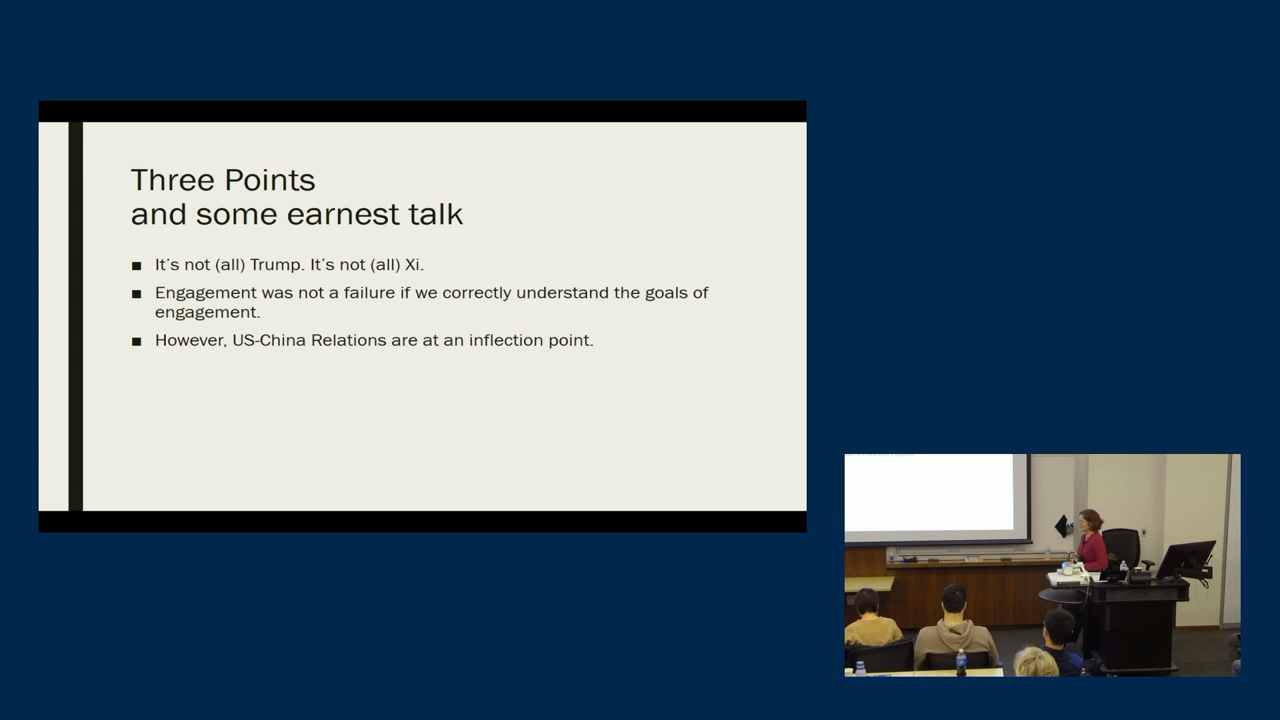 Three Points
and some earnest talk
■ It's not (all) Trump. It's not (all) Xi.
■ Engagement was not a failure if we correctly understand the goals of
engagement.
■ However, US-China Relations are at an inflection point.